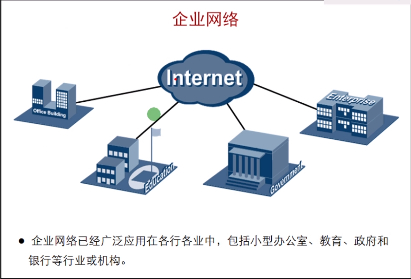 企业网络
Internet
Enterprise
Office Building
Education
Government
● 企业网络已经广泛应用在各行各业中，包括小型办公室、教育、政府和
银行等行业或机构。